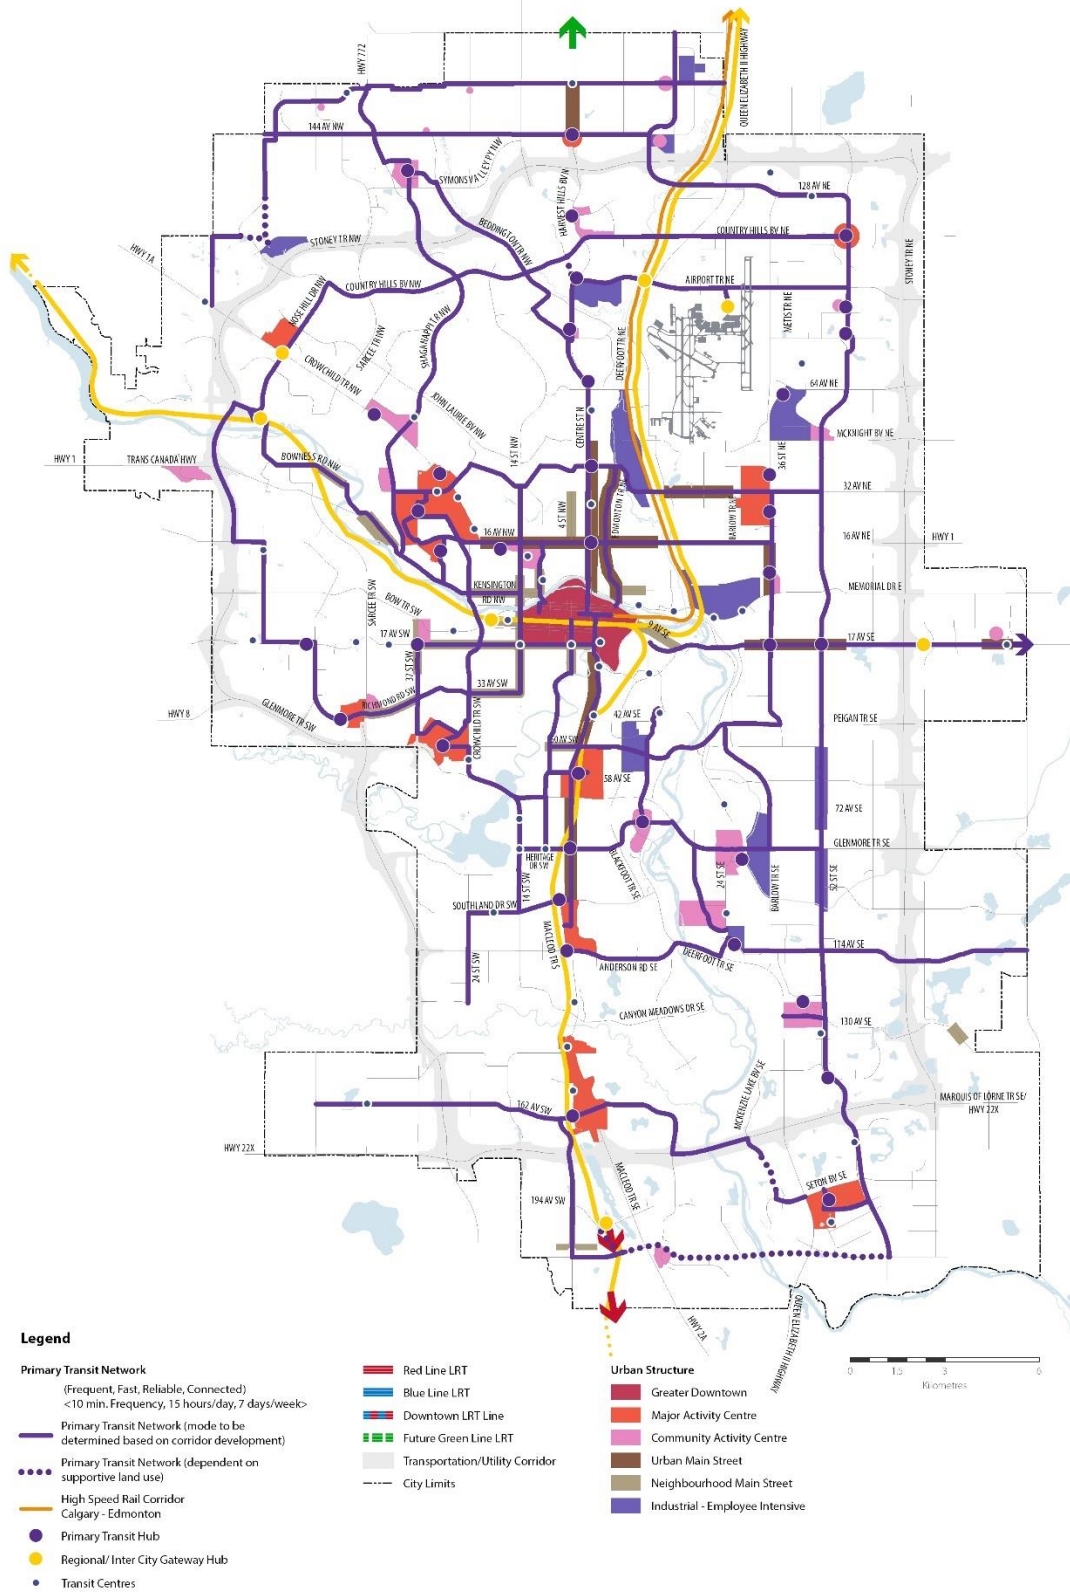 QUEEN ELIZABETH II HIGHWAY
HWY 772
144 AV NW
SYMONS VALLEY PY NW
128 AV NE
HARVEST HILLS BV N
BEDDINGTON TR NW
COUNTRY HILLS BV NE
STONEY TR NW
HWY 1A
STONEY TR NE
AIRPORT TR NE
COUNTRY HILLS BV NW
NOSE HILL DR NW
METIS TR NE
SARCEE TR NW
SHAGANAPPI TR NW
DEERFOOT TR NE
CROWCHILD TR NW
64 AV NE
JOHN LAURIE BV NW
CENTRE ST N
MCKNIGHT BV NE
14 ST NW
36 ST NE
HWY 1
TRANS CANADA HWY
BOWNESS RD NW
32 AV NE
4 ST NW
EDMONTON TR NE
BARLOW TR NE
16 AV NW
16 AV NE
HWY 1
KENSINGTON
RD NW
MEMORIAL DR E
SARCEE TR SW
BOW TR SW
9 AV SE
17 AV SW
17 AV SE
37 ST SW
33 AV SW
RICHMOND RD SW
GLENMORE TR SW
HWY 8
CROWCHILD TR SW
42 AV SE
PEIGAN TR SE
50 AV SW
58 AV SE
72 AV SE
GLENMORE TR SE
HERITAGE
DR SW
BLACKFOOT TR SE
24 ST SE
BARLOW TR SE
52 ST SE
14 ST SW
SOUTHLAND DR SW
MACLEOD TR S
24 ST SW
114 AV SE
ANDERSON RD SE
DEERFOOT TR SE
CANYON MEADOWS DR SE
130 AV SE
MCKENZIE LAKE BV SE
MARQUIS OF LORNE TR SE/
HWY 22X
162 AV SW
HWY 22X
MACLEOD TR SE
SETON BV SE
194 AV SW
HWY 2A
QUEEN ELIZABETH II HIGHWAY
0 1.5 3 6
Kilometres
Legend
Primary Transit Network
(Frequent, Fast, Reliable, Connected)
<10 min. Frequency, 15 hours/day, 7 days/week>
Primary Transit Network (mode to be
determined based on corridor development)
Primary Transit Network (dependent on
supportive land use)
High Speed Rail Corridor
Calgary - Edmonton
Primary Transit Hub
Regional/ Inter City Gateway Hub
Transit Centres
Red Line LRT
Blue Line LRT
Downtown LRT Line
Future Green Line LRT
Transportation/Utility Corridor
City Limits
Urban Structure
Greater Downtown
Major Activity Centre
Community Activity Centre
Urban Main Street
Neighbourhood Main Street
Industrial - Employee Intensive